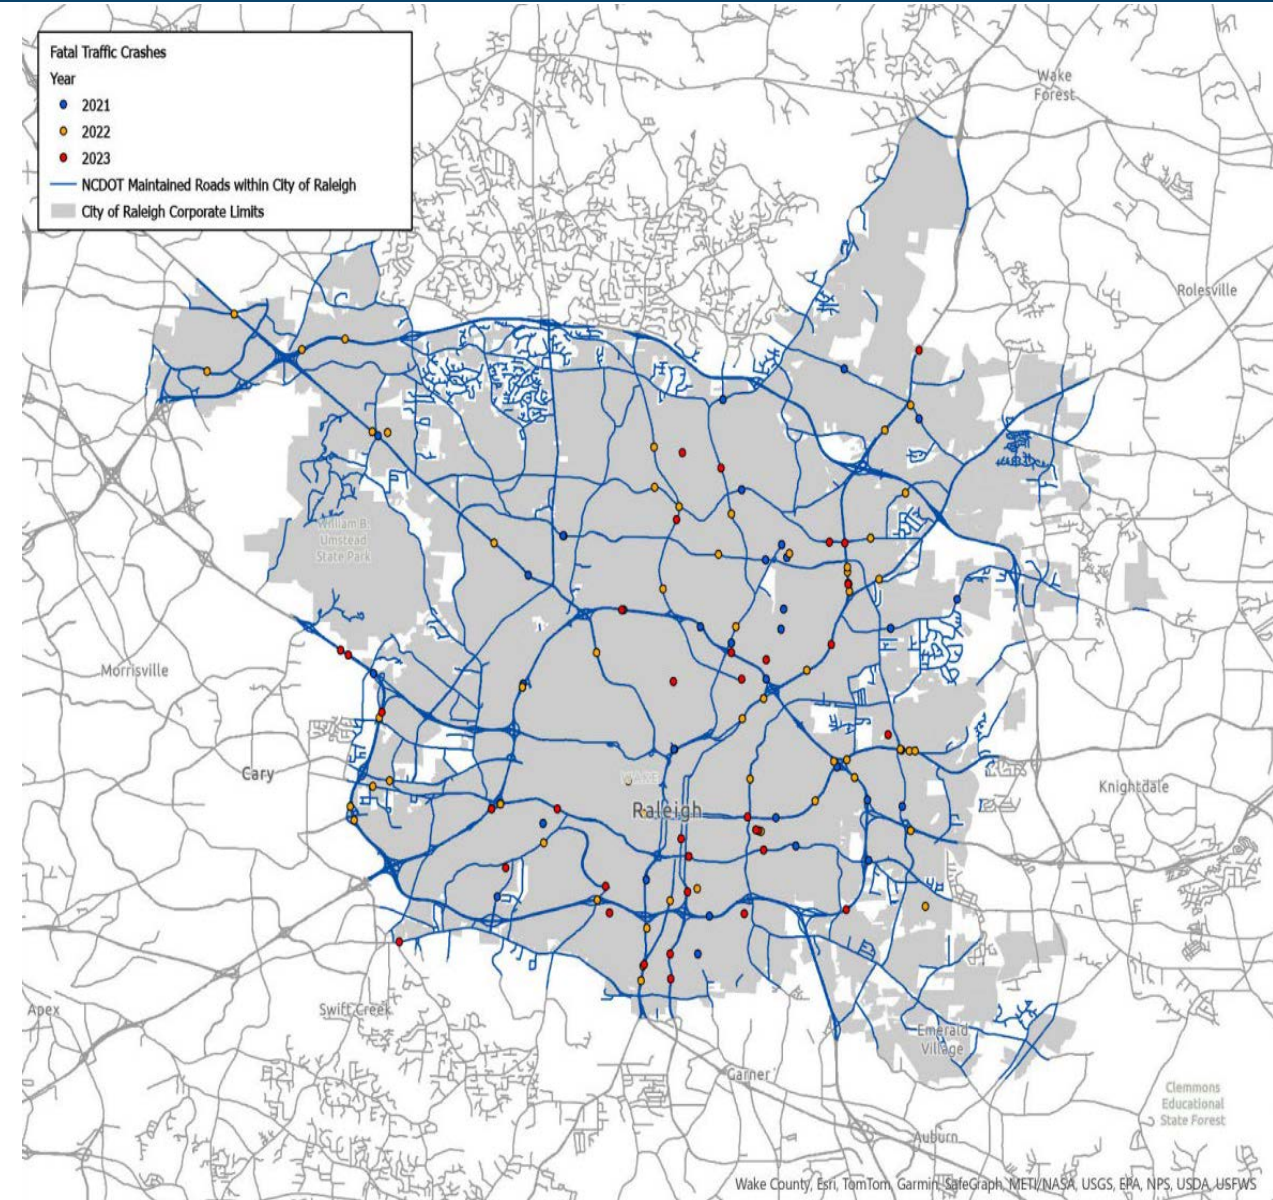 Fatal Traffic Crashes
Year
2021
2022
2023
NCDOT Maintained Roads within City of Raleigh
City of Raleigh Corporate Limits
Wake
Forest
Rolesville
William B.
Umstead
State Park
Morrisville
Cary
WAKE
Raleigh
Knightdale
Apex
Swift Creek
Emerald
Village
Garner
Clemmons
Educational
State Forest
Auburn
Wake County, Esri, TomTom, Garmin, SafeGraph, METI/NASA, USGS, EPA, NPS, USDA, USFWS